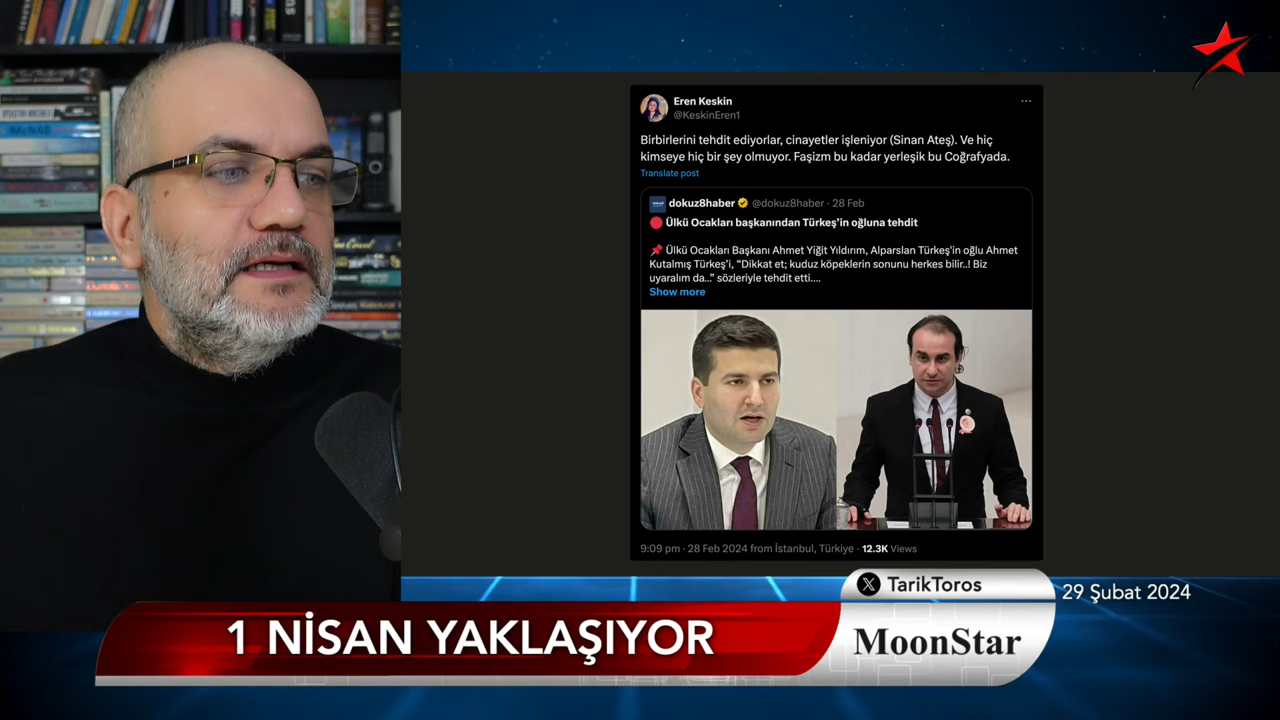 Eren Keskin
@KeskinEren1
Birbirlerini tehdit ediyorlar, cinayetler işleniyor (Sinan Ateş). Ve hiç
kimseye hiç bir şey olmuyor. Faşizm bu kadar yerleşik bu Coğrafyada.
Translate post
dokuz8haber @dokuz8haber · 28 Feb
Ülkü Ocakları başkanından Türkeş'in oğluna tehdit
Ülkü Ocakları Başkanı Ahmet Yiğit Yıldırım, Alparslan Türkeş'in oğlu Ahmet
Kutalmış Türkeş'i, "Dikkat et; kuduz köpeklerin sonunu herkes bilir..! Biz
uyaralım da.." sözleriyle tehdit etti....
Show more
9:09 pm · 28 Feb 2024 from İstanbul, Türkiye · 12.3K Views
TarikToros
29 Şubat 2024
1 NİSAN YAKLAŞIYOR
MoonStar